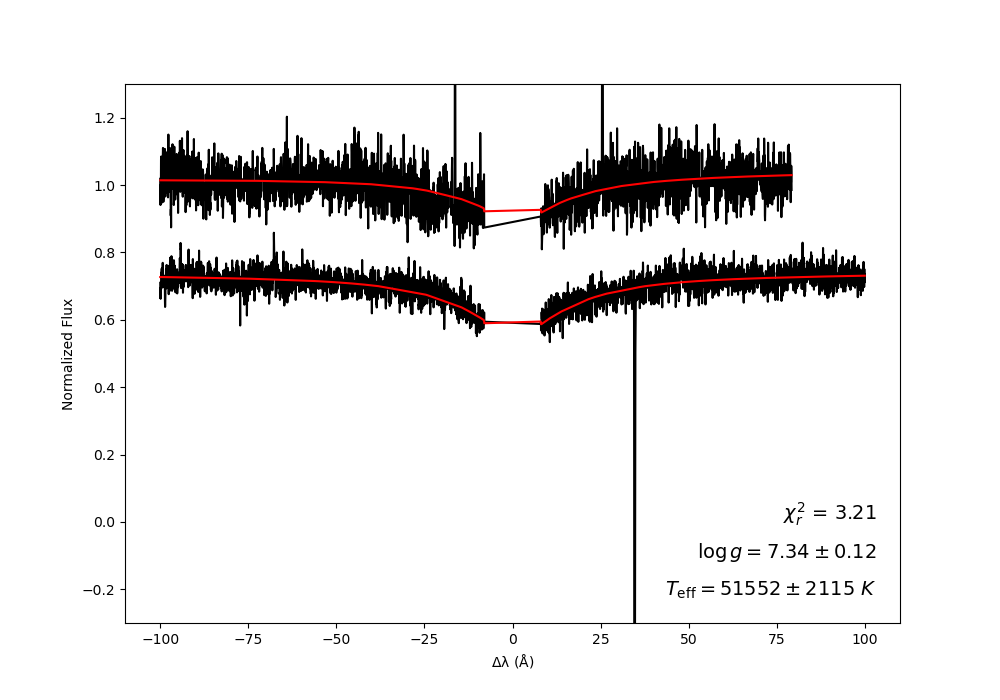 1.2
1.0
0.8
0.6
0.4
0.2
0.0
−0.2
Normalized Flux
χ²ᵣ = 3.21
log g = 7.34 ± 0.12
T_eff = 51552 ± 2115 K
−100 −75 −50 −25 0 25 50 75 100
Δλ (Å)